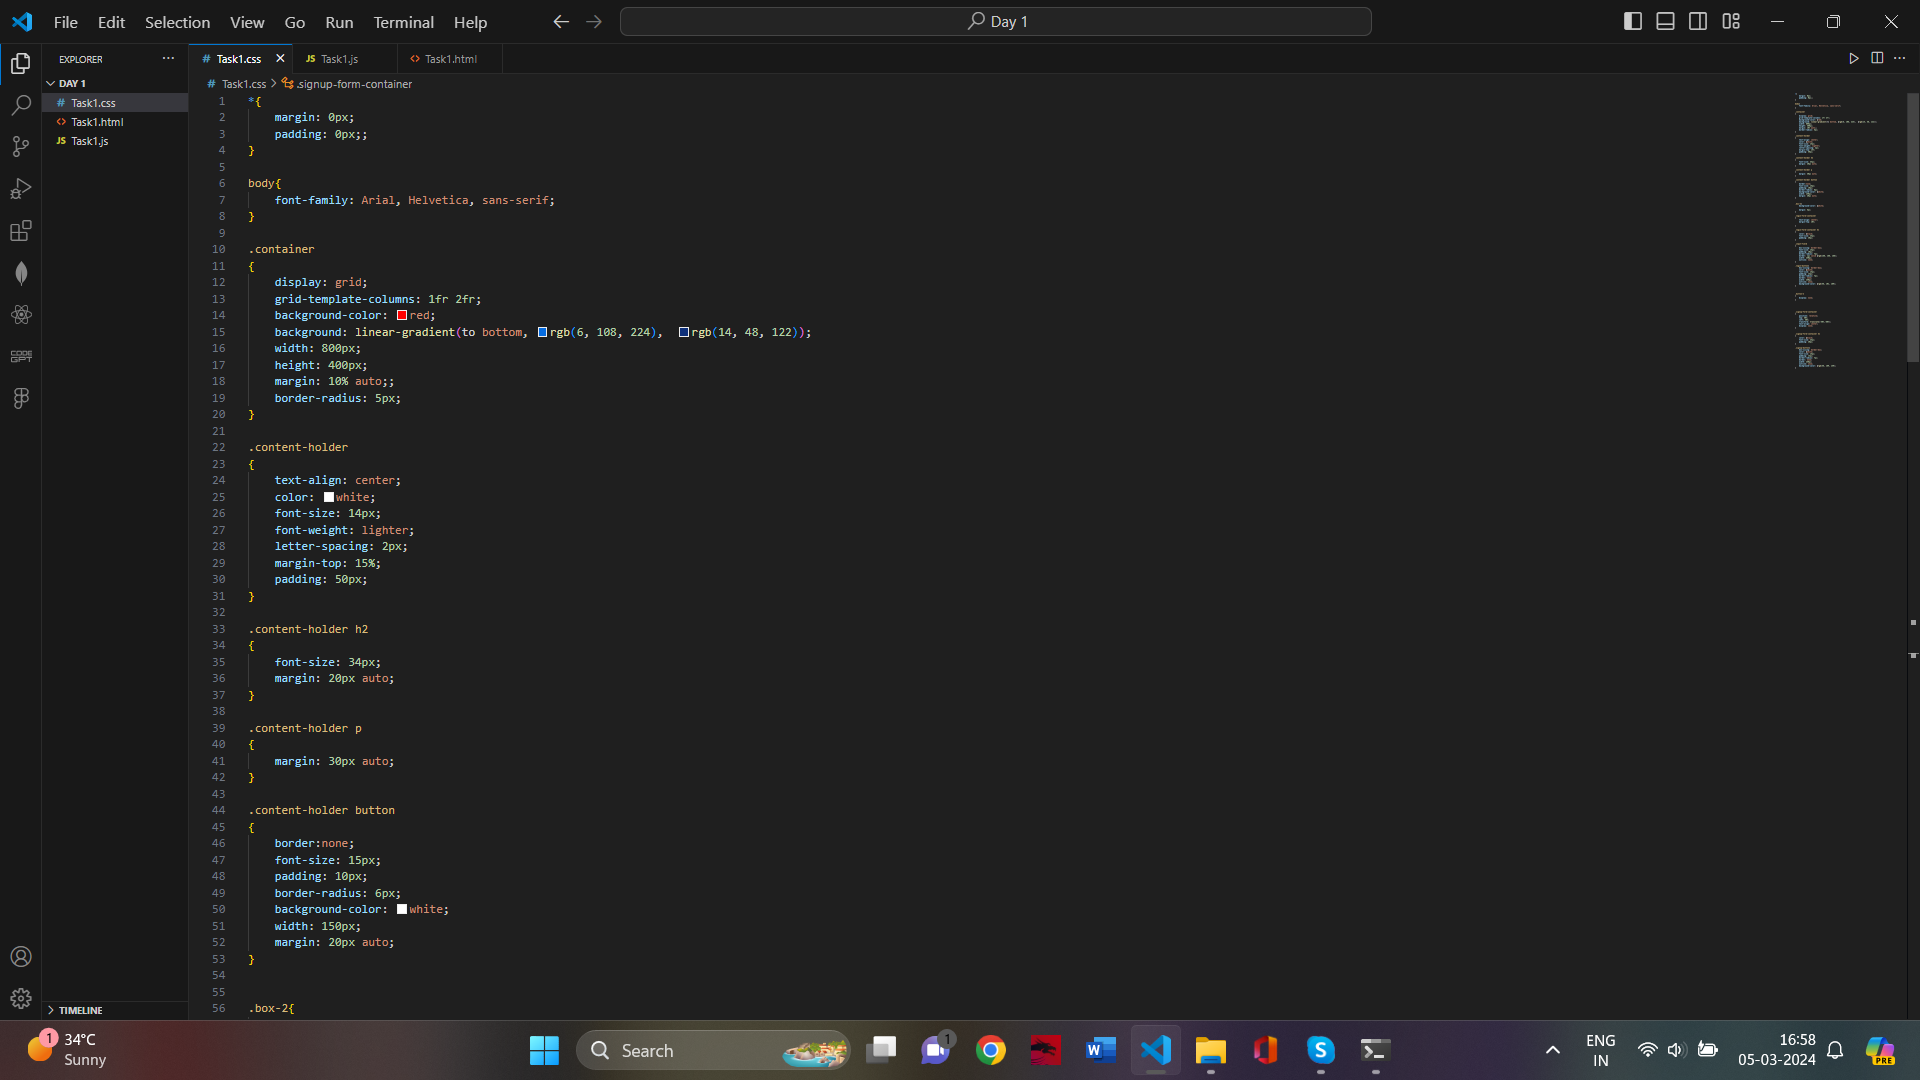 File Edit Selection View Go Run Terminal Help
Day 1
EXPLORER
DAY 1
# Task1.css
<> Task1.html
JS Task1.js
TIMELINE
# Task1.css
JS Task1.js
<> Task1.html
# Task1.css > .signup-form-container
1 *{
2 margin: 0px;
3 padding: 0px;;
4 }
5
6 body{
7 font-family: Arial, Helvetica, sans-serif;
8 }
9
10 .container
11 {
12 display: grid;
13 grid-template-columns: 1fr 2fr;
14 background-color: red;
15 background: linear-gradient(to bottom, rgb(6, 108, 224), rgb(14, 48, 122));
16 width: 800px;
17 height: 400px;
18 margin: 10% auto;;
19 border-radius: 5px;
20 }
21
22 .content-holder
23 {
24 text-align: center;
25 color: white;
26 font-size: 14px;
27 font-weight: lighter;
28 letter-spacing: 2px;
29 margin-top: 15%;
30 padding: 50px;
31 }
32
33 .content-holder h2
34 {
35 font-size: 34px;
36 margin: 20px auto;
37 }
38
39 .content-holder p
40 {
41 margin: 30px auto;
42 }
43
44 .content-holder button
45 {
46 border:none;
47 font-size: 15px;
48 padding: 10px;
49 border-radius: 6px;
50 background-color: white;
51 width: 150px;
52 margin: 20px auto;
53 }
54
55
56 .box-2{
CODE
GPT
1
34°C
Sunny
Search
1
W
S
ENG
IN
16:58
05-03-2024
PRE